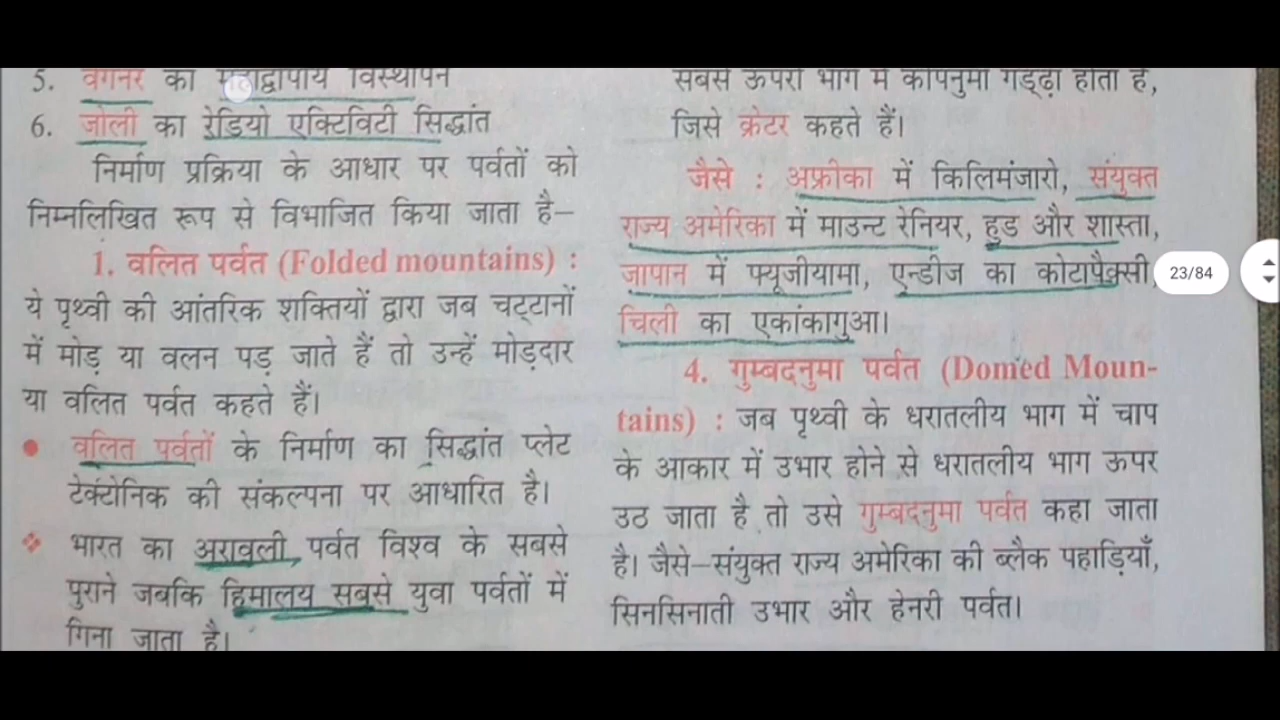 5. वेगनर का महाद्वीपीय विस्थापन
6. जोली का रेडियो एक्टिविटी सिद्धांत
निर्माण प्रक्रिया के आधार पर पर्वतों को
निम्नलिखित रूप से विभाजित किया जाता है–
1. वलित पर्वत (Folded mountains) :
ये पृथ्वी की आंतरिक शक्तियों द्वारा जब चट्टानों
में मोड़ या वलन पड़ जाते हैं तो उन्हें मोड़दार
या वलित पर्वत कहते हैं।
वलित पर्वतों के निर्माण का सिद्धांत प्लेट
टेक्टोनिक की संकल्पना पर आधारित है।
भारत का अरावली पर्वत विश्व के सबसे
पुराने जबकि हिमालय सबसे युवा पर्वतों में
गिना जाता है।
सबसे ऊपरी भाग में कीपनुमा गड्ढ़ा होता है,
जिसे क्रेटर कहते हैं।
जैसे : अफ्रीका में किलिमंजारो, संयुक्त
राज्य अमेरिका में माउन्ट रेनियर, हुड और शास्ता,
जापान में फ्यूजीयामा, एन्डीज का कोटापैक्सी,
चिली का एकांकागुआ।
4. गुम्बदनुमा पर्वत (Domed Moun-
tains) : जब पृथ्वी के धरातलीय भाग में चाप
के आकार में उभार होने से धरातलीय भाग ऊपर
उठ जाता है तो उसे गुम्बदनुमा पर्वत कहा जाता
है। जैसे–संयुक्त राज्य अमेरिका की ब्लैक पहाड़ियाँ,
सिनसिनाती उभार और हेनरी पर्वत।
23/84